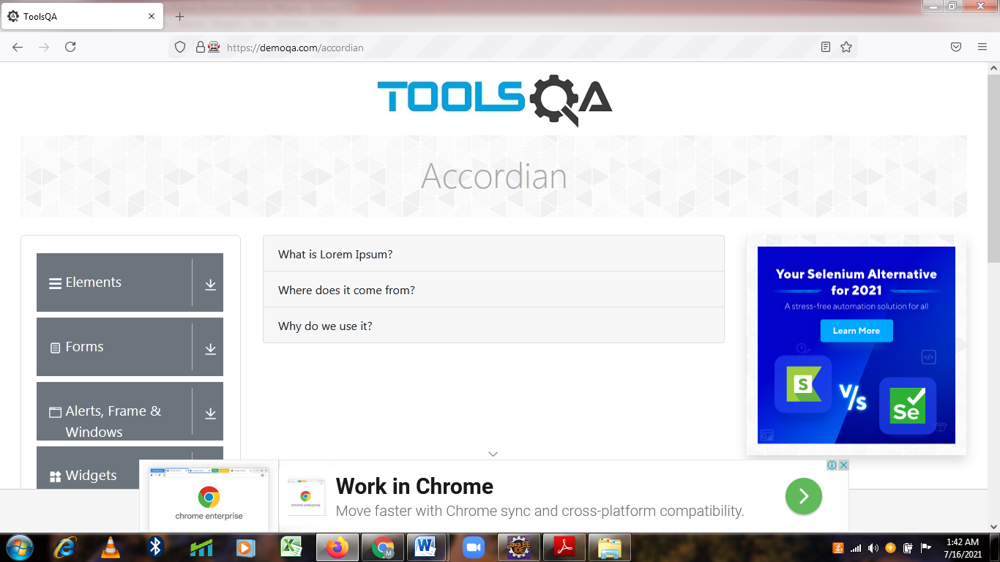 ToolsQA
https://demoqa.com/accordion
TOOLSQA
Accordian
Elements
Forms
Alerts, Frame &
Windows
Widgets
What is Lorem Ipsum?
Where does it come from?
Why do we use it?
Your Selenium Alternative
for 2021
A stress-free automation solution for all
Learn More
S
V/s
Se
chrome enterprise
chrome enterprise
Work in Chrome
Move faster with Chrome sync and cross-platform compatibility.
M
Java EE
IDE
1:42 AM
7/16/2021